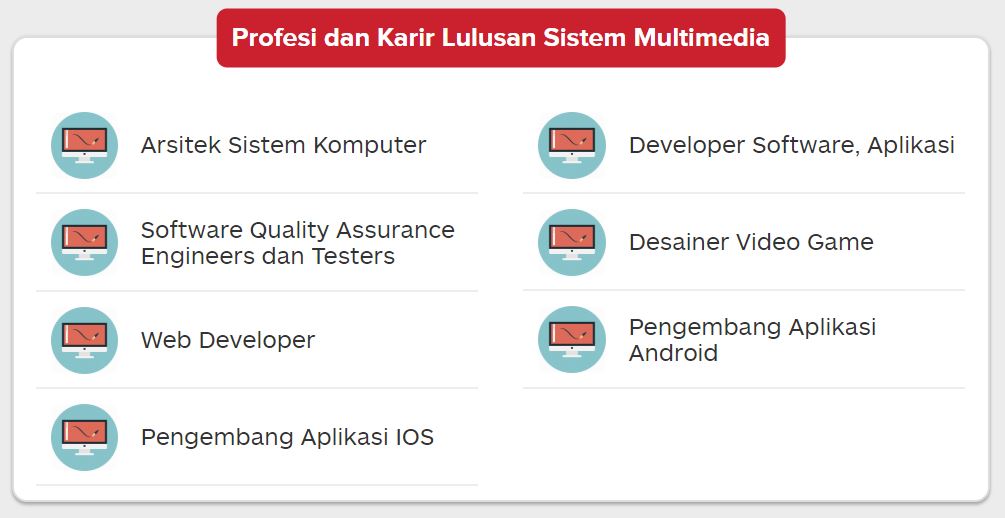 Profesi dan Karir Lulusan Sistem Multimedia
Arsitek Sistem Komputer
Developer Software, Aplikasi
Software Quality Assurance
Engineers dan Testers
Desainer Video Game
Web Developer
Pengembang Aplikasi
Android
Pengembang Aplikasi IOS